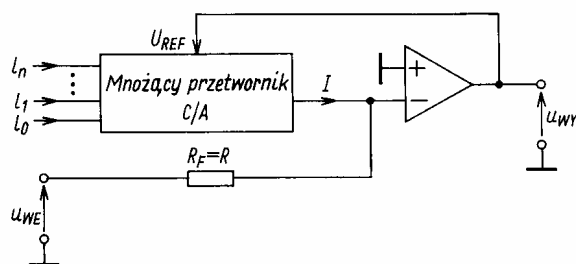 U_REF
l_n
⋮
l_1
l_0
Mnożący przetwornik
C/A
I
+
−
u_WY
R_F=R
u_WE